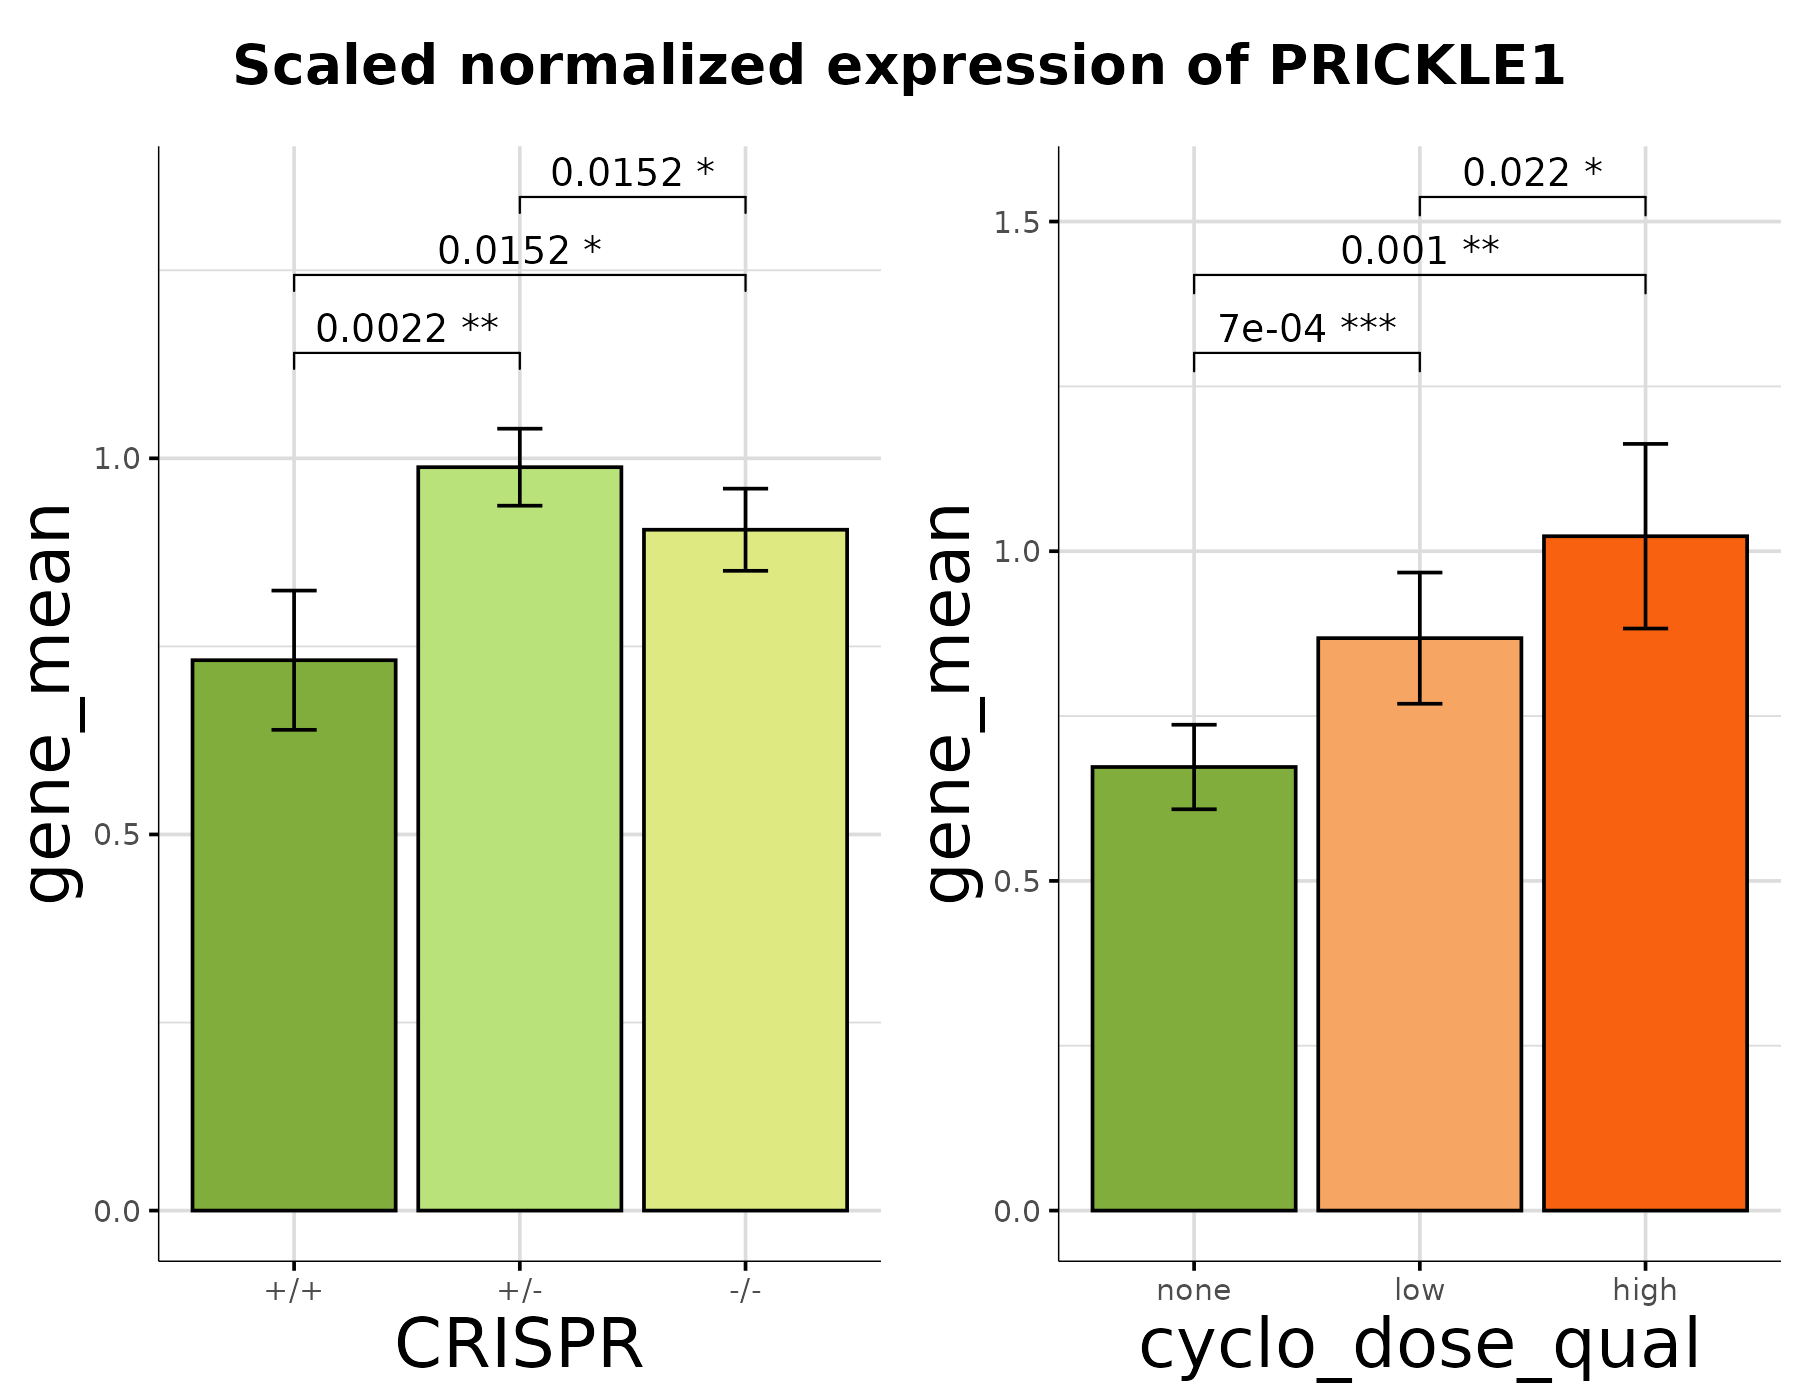 Scaled normalized expression of PRICKLE1
gene_mean
1.0
0.5
0.0
0.0152 *
0.0152 *
0.0022 **
+/+
+/-
-/-
CRISPR
gene_mean
1.5
1.0
0.5
0.0
0.022 *
0.001 **
7e-04 ***
none
low
high
cyclo_dose_qual